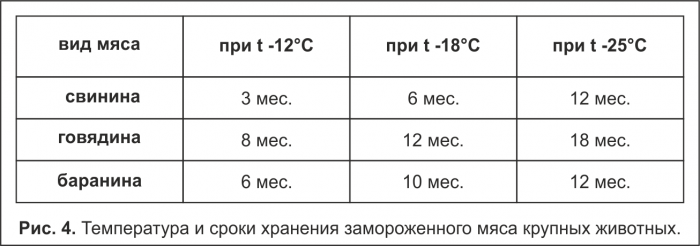 вид мяса при t -12°C при t -18°C при t -25°C
свинина 3 мес. 6 мес. 12 мес.
говядина 8 мес. 12 мес. 18 мес.
баранина 6 мес. 10 мес. 12 мес.
Рис. 4. Температура и сроки хранения замороженного мяса крупных животных.